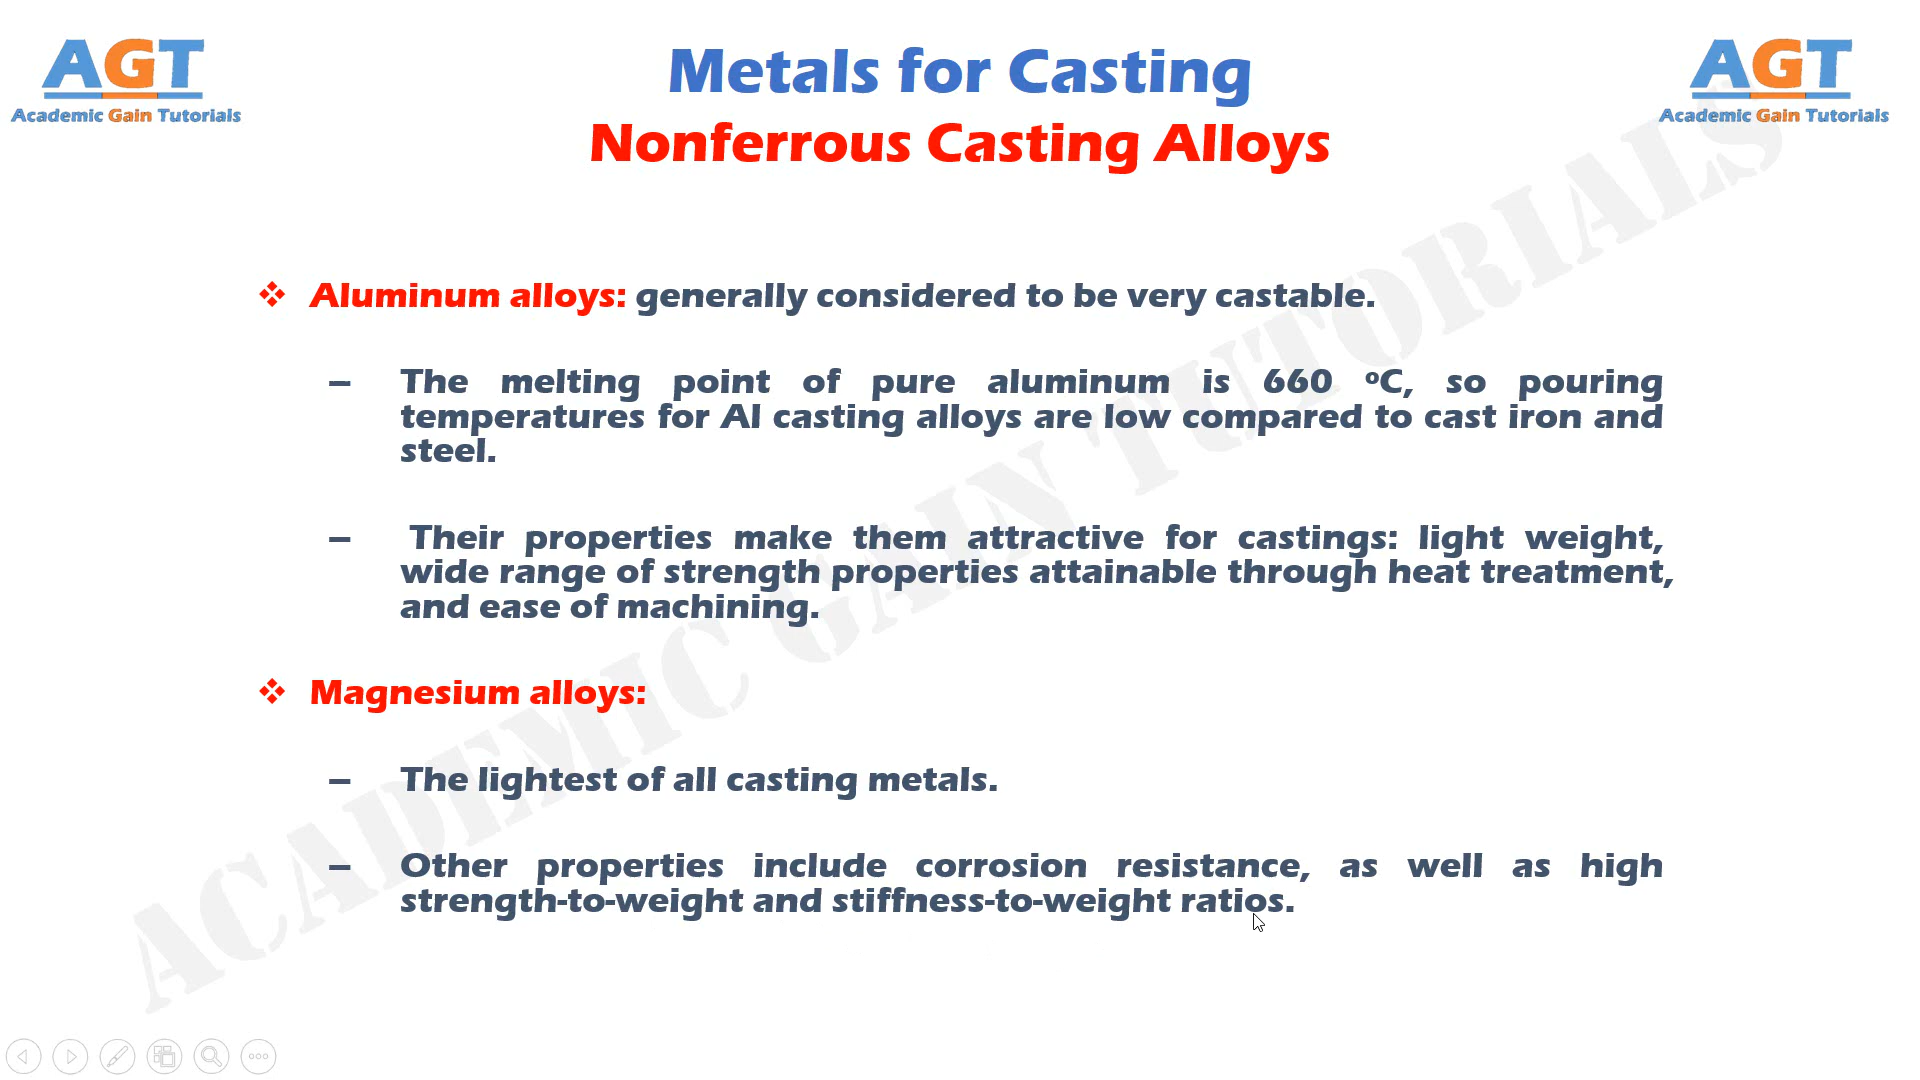 AGT
Academic Gain Tutorials
Metals for Casting
AGT
Academic Gain Tutorials
Nonferrous Casting Alloys
❖ Aluminum alloys: generally considered to be very castable.
– The melting point of pure aluminum is 660 ºC, so pouring
temperatures for Al casting alloys are low compared to cast iron and
steel.
– Their properties make them attractive for castings: light weight,
wide range of strength properties attainable through heat treatment,
and ease of machining.
❖ Magnesium alloys:
– The lightest of all casting metals.
– Other properties include corrosion resistance, as well as high
strength-to-weight and stiffness-to-weight ratios.
ACADEMIC GAIN TUTORIALS